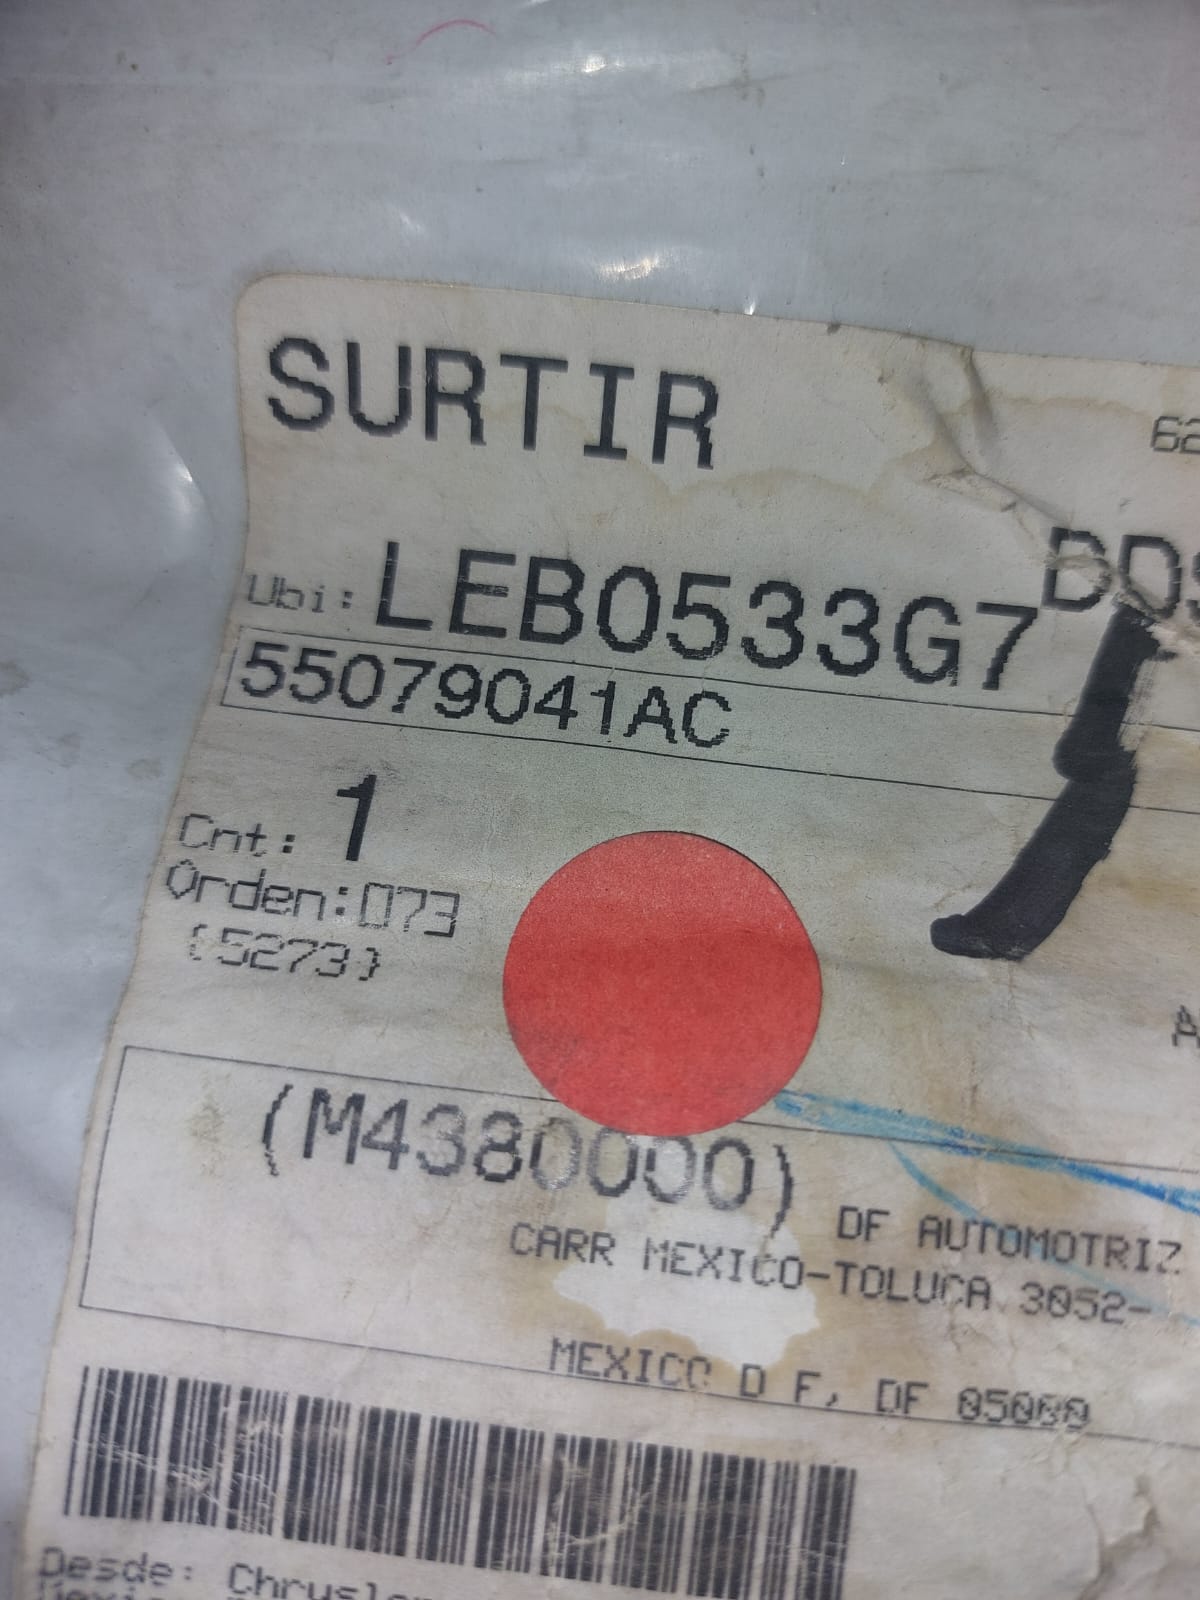 SURTIR
62
Ubi: LEB0533G7
55079041AC
Cnt: 1
Orden:073
(5273)
(M4380000)
DF AUTOMOTRIZ
CARR MEXICO-TOLUCA 3052-
MEXICO D F, DF 05000
Desde: Chrysler